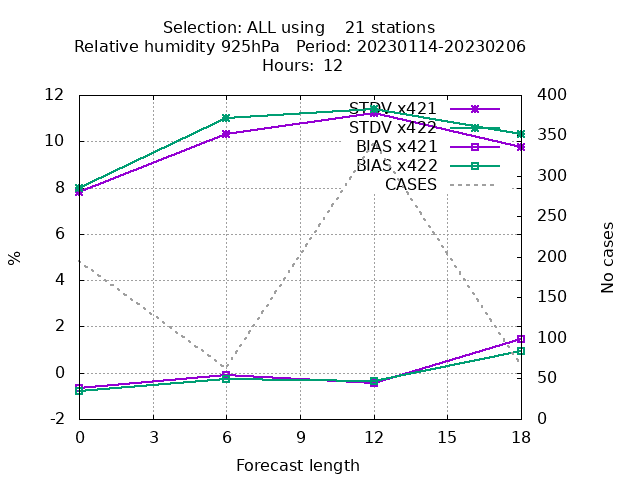 Selection: ALL using    21 stations
Relative humidity 925hPa   Period: 20230114-20230206
Hours:  12
STDV x421
STDV x422
BIAS x421
BIAS x422
CASES
12
10
8
6
4
2
0
-2
%
400
350
300
250
200
150
100
50
0
No cases
0 3 6 9 12 15 18
Forecast length